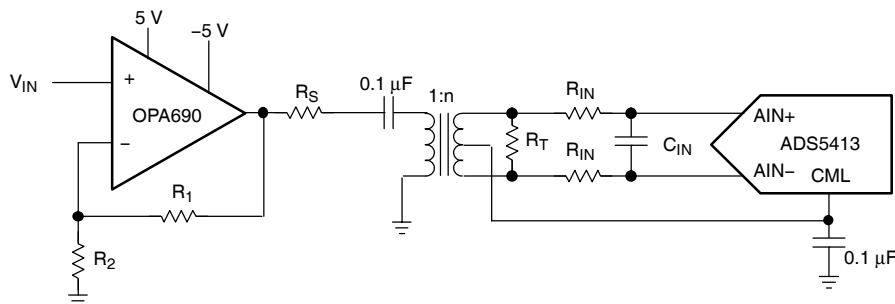 5 V
−5 V
V_IN
+
OPA690
−
R_S
0.1 µF
1:n
R_1
R_2
R_T
R_IN
R_IN
C_IN
AIN+
ADS5413
AIN−
CML
0.1 µF